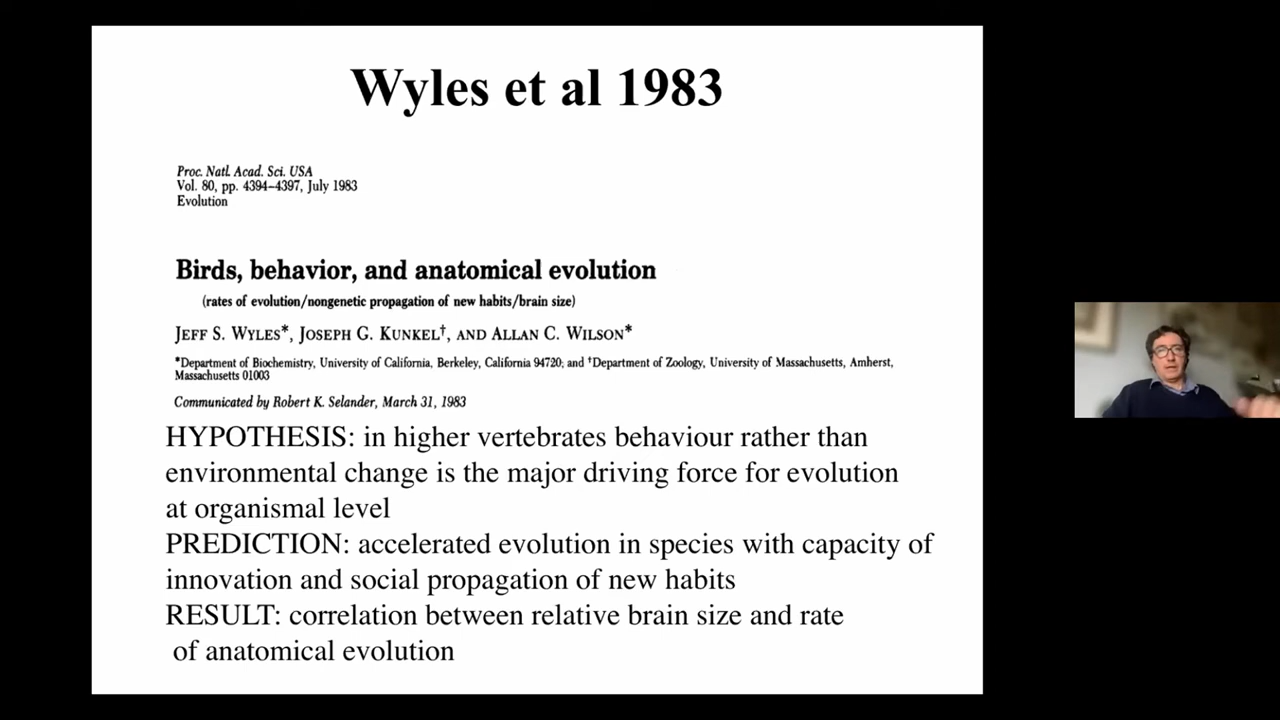 Wyles et al 1983
Proc. Natl. Acad. Sci. USA
Vol. 80, pp. 4394–4397, July 1983
Evolution
Birds, behavior, and anatomical evolution
(rates of evolution/nongenetic propagation of new habits/brain size)
JEFF S. WYLES*, JOSEPH G. KUNKEL†, AND ALLAN C. WILSON*
*Department of Biochemistry, University of California, Berkeley, California 94720; and †Department of Zoology, University of Massachusetts, Amherst,
Massachusetts 01003
Communicated by Robert K. Selander, March 31, 1983
HYPOTHESIS: in higher vertebrates behaviour rather than
environmental change is the major driving force for evolution
at organismal level
PREDICTION: accelerated evolution in species with capacity of
innovation and social propagation of new habits
RESULT: correlation between relative brain size and rate
of anatomical evolution